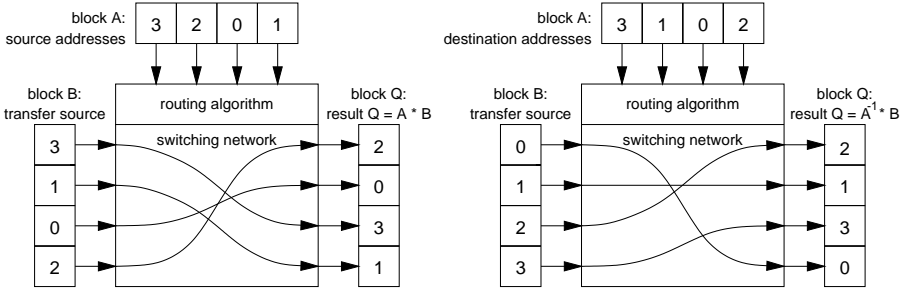 block A:
source addresses
3 2 0 1
block B:
transfer source
routing algorithm
block Q:
result Q = A * B
switching network
3 2
1 0
0 3
2 1
block A:
destination addresses
3 1 0 2
block B:
transfer source
routing algorithm
block Q:
result Q = A-1 * B
switching network
0 2
1 1
2 3
3 0